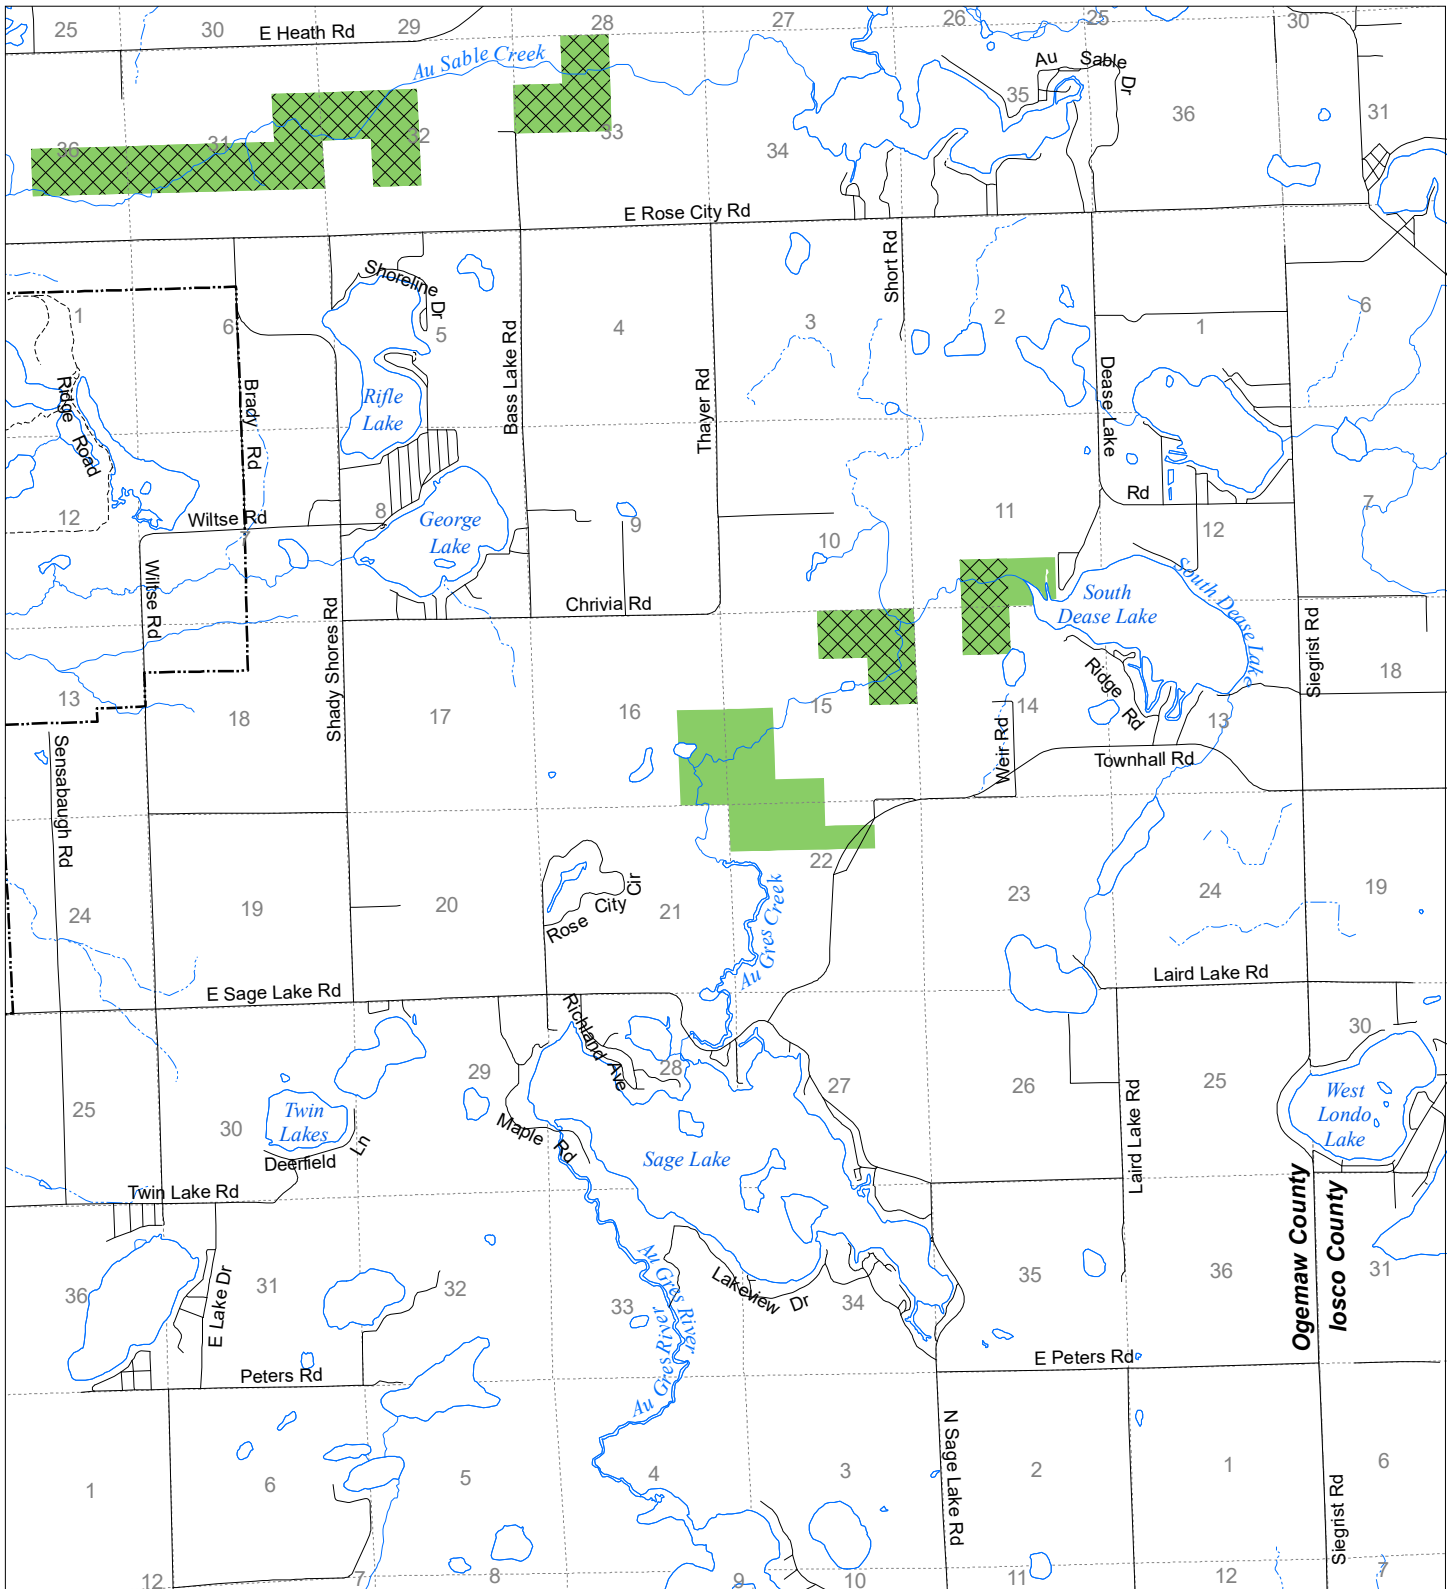 25
30
E Heath Rd
29
28
27
26
25
30
Au Sable Creek
Au Sable Dr
35
36
31
36
31
32
33
34
E Rose City Rd
Short Rd
Shoreline Dr
1
6
5
4
3
2
1
6
Ridge Road
Brady Rd
Rifle
Lake
Bass Lake Rd
Thayer Rd
Dease Lake Rd
12
Wiltse Rd
7
8
George
Lake
9
10
11
12
7
Wiltse Rd
Shady Shores Rd
Chrivia Rd
South
Dease Lake
South Dease Lake
Siegrist Rd
Ridge Rd
13
18
17
16
15
14
13
18
Weir Rd
Townhall Rd
Sensabaugh Rd
22
24
19
20
Rose City Cir
21
Au Gres Creek
23
24
19
E Sage Lake Rd
Laird Lake Rd
Richland Ave
25
30
Twin
Lakes
Deerfield Ln
29
28
27
26
25
30
West
Londo
Lake
Maple Rd
Sage Lake
Laird Lake Rd
Twin Lake Rd
Ogemaw County
Iosco County
36
31
E Lake Dr
32
33
Au Gres River
Au Gres River
Lakeview Dr
34
35
36
31
Peters Rd
E Peters Rd
1
6
5
4
3
N Sage Lake Rd
2
1
6
Siegrist Rd
12
7
8
9
10
11
12
7